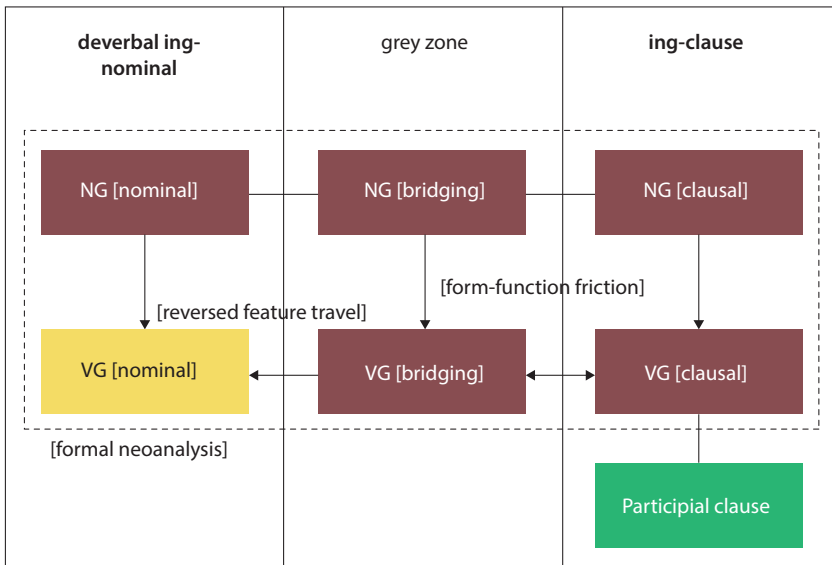 deverbal ing-
nominal
grey zone
ing-clause
NG [nominal]
NG [bridging]
NG [clausal]
[form-function friction]
[reversed feature travel]
VG [nominal]
VG [bridging]
VG [clausal]
[formal neoanalysis]
Participial clause